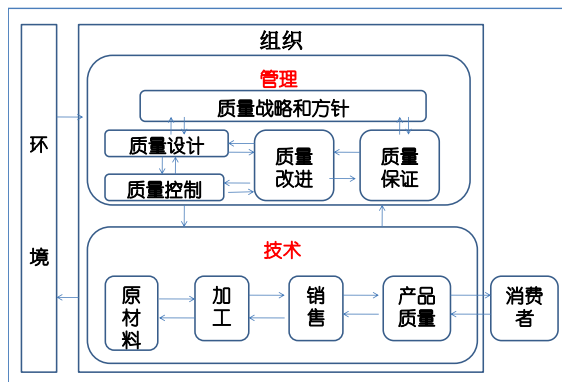 组织
管理
质量战略和方针
环
境
质量设计
质量控制
质量
改进
质量
保证
技术
原
材
料
加
工
销
售
产品
质量
消费
者